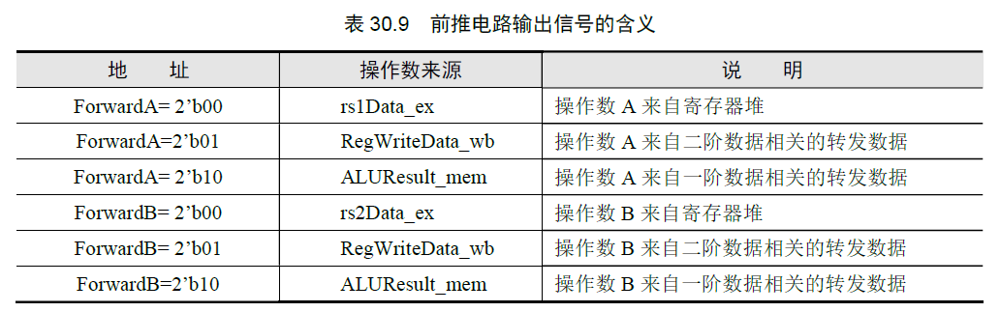 表 30.9 前推电路输出信号的含义
地 址 操作数来源 说 明
ForwardA= 2’b00 rs1Data_ex 操作数 A 来自寄存器堆
ForwardA=2’b01 RegWriteData_wb 操作数 A 来自二阶数据相关的转发数据
ForwardA= 2’b10 ALUResult_mem 操作数 A 来自一阶数据相关的转发数据
ForwardB= 2’b00 rs2Data_ex 操作数 B 来自寄存器堆
ForwardB= 2’b01 RegWriteData_wb 操作数 B 来自二阶数据相关的转发数据
ForwardB=2’b10 ALUResult_mem 操作数 B 来自一阶数据相关的转发数据